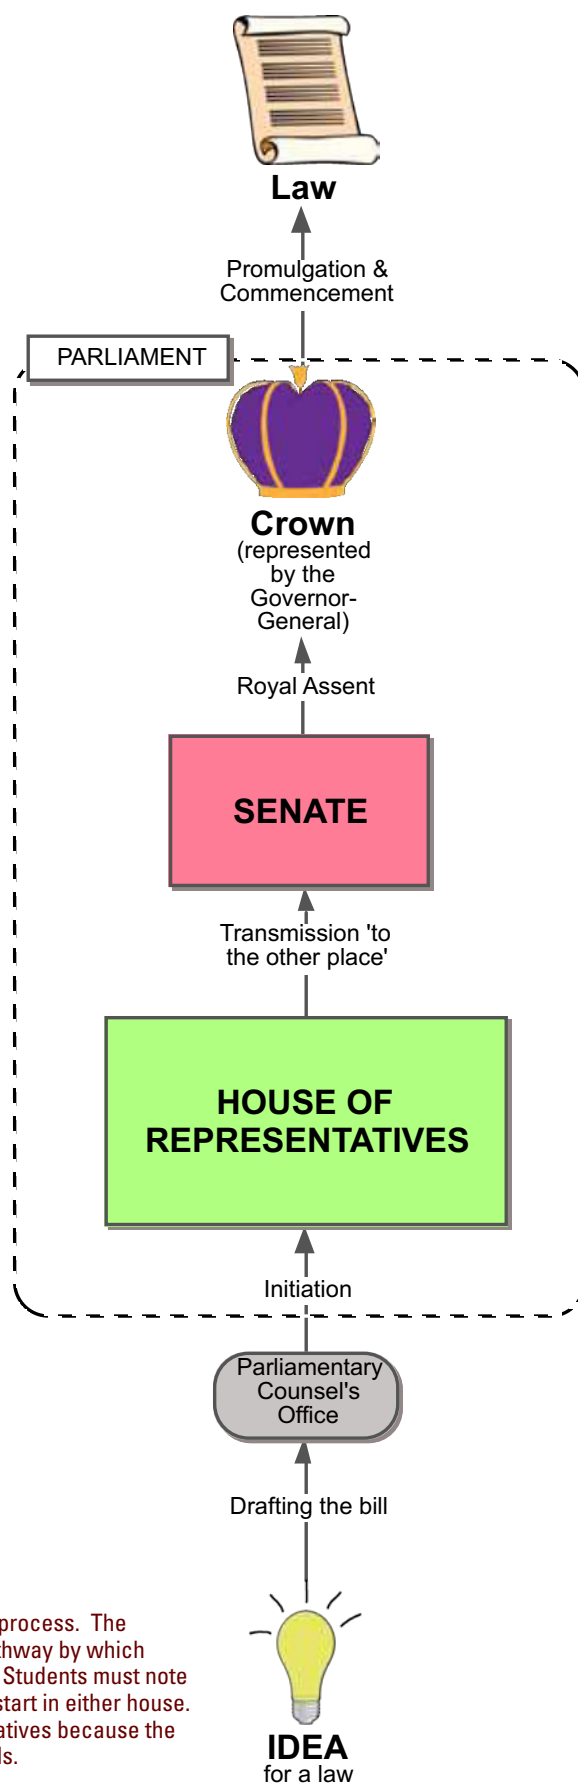 Law
Promulgation &
Commencement
PARLIAMENT
Crown
(represented
by the
Governor-
General)
Royal Assent
SENATE
Transmission 'to
the other place'
HOUSE OF
REPRESENTATIVES
Initiation
Parliamentary
Counsel's
Office
Drafting the bill
process. The
thway by which
Students must note
start in either house.
atives because the
ls.
IDEA
for a law